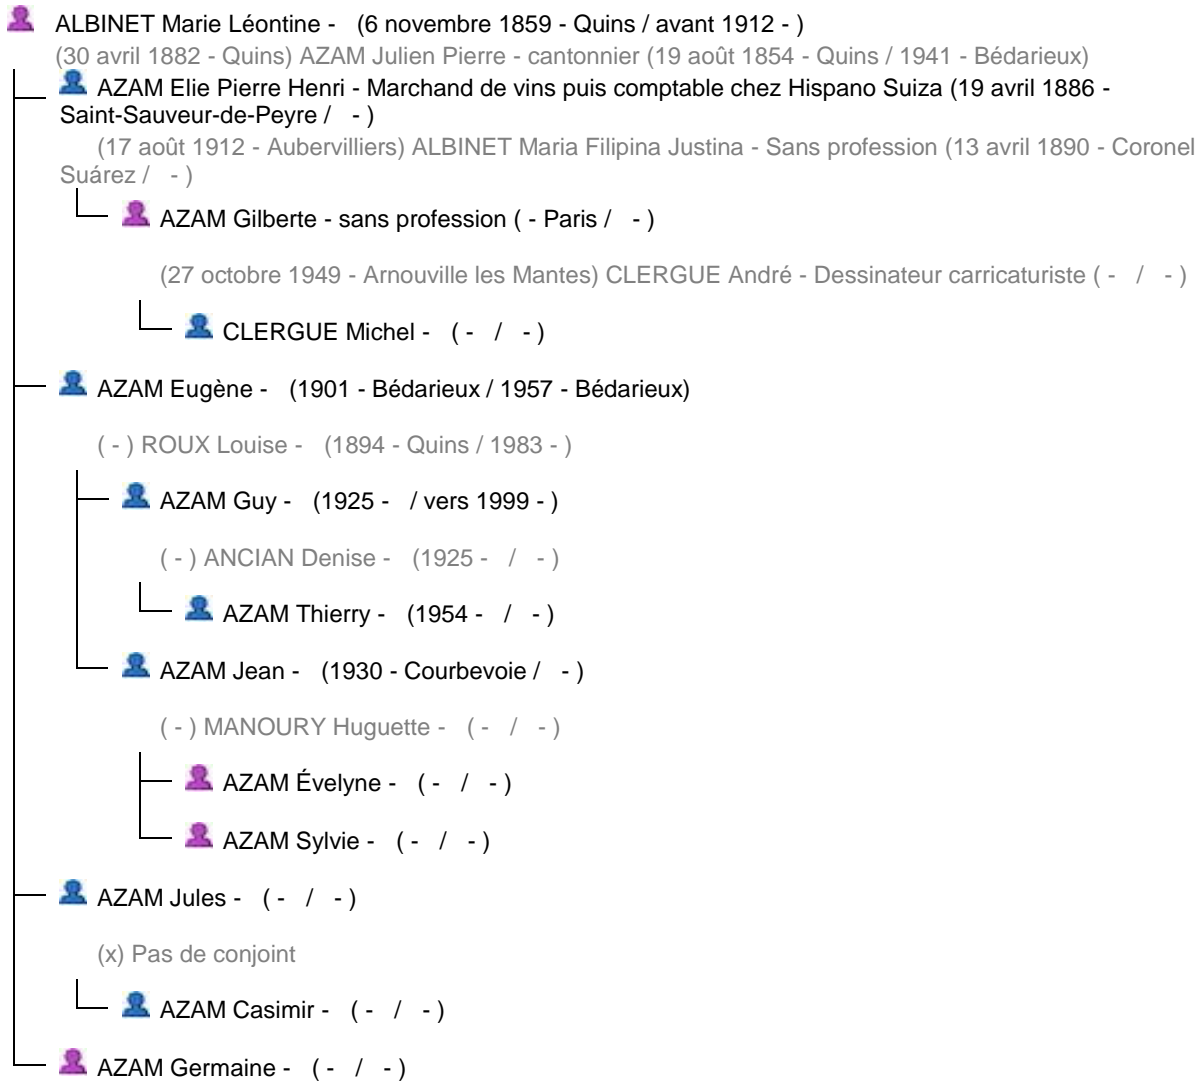 ALBINET Marie Léontine - (6 novembre 1859 - Quins / avant 1912 - )
(30 avril 1882 - Quins) AZAM Julien Pierre - cantonnier (19 août 1854 - Quins / 1941 - Bédarieux)
AZAM Elie Pierre Henri - Marchand de vins puis comptable chez Hispano Suiza (19 avril 1886 -
Saint-Sauveur-de-Peyre / - )
(17 août 1912 - Aubervilliers) ALBINET Maria Filipina Justina - Sans profession (13 avril 1890 - Coronel
Suárez / - )
AZAM Gilberte - sans profession ( - Paris / - )
(27 octobre 1949 - Arnouville les Mantes) CLERGUE André - Dessinateur carricaturiste ( - / - )
CLERGUE Michel - ( - / - )
AZAM Eugène - (1901 - Bédarieux / 1957 - Bédarieux)
( - ) ROUX Louise - (1894 - Quins / 1983 - )
AZAM Guy - (1925 - / vers 1999 - )
( - ) ANCIAN Denise - (1925 - / - )
AZAM Thierry - (1954 - / - )
AZAM Jean - (1930 - Courbevoie / - )
( - ) MANOURY Huguette - ( - / - )
AZAM Évelyne - ( - / - )
AZAM Sylvie - ( - / - )
AZAM Jules - ( - / - )
(x) Pas de conjoint
AZAM Casimir - ( - / - )
AZAM Germaine - ( - / - )